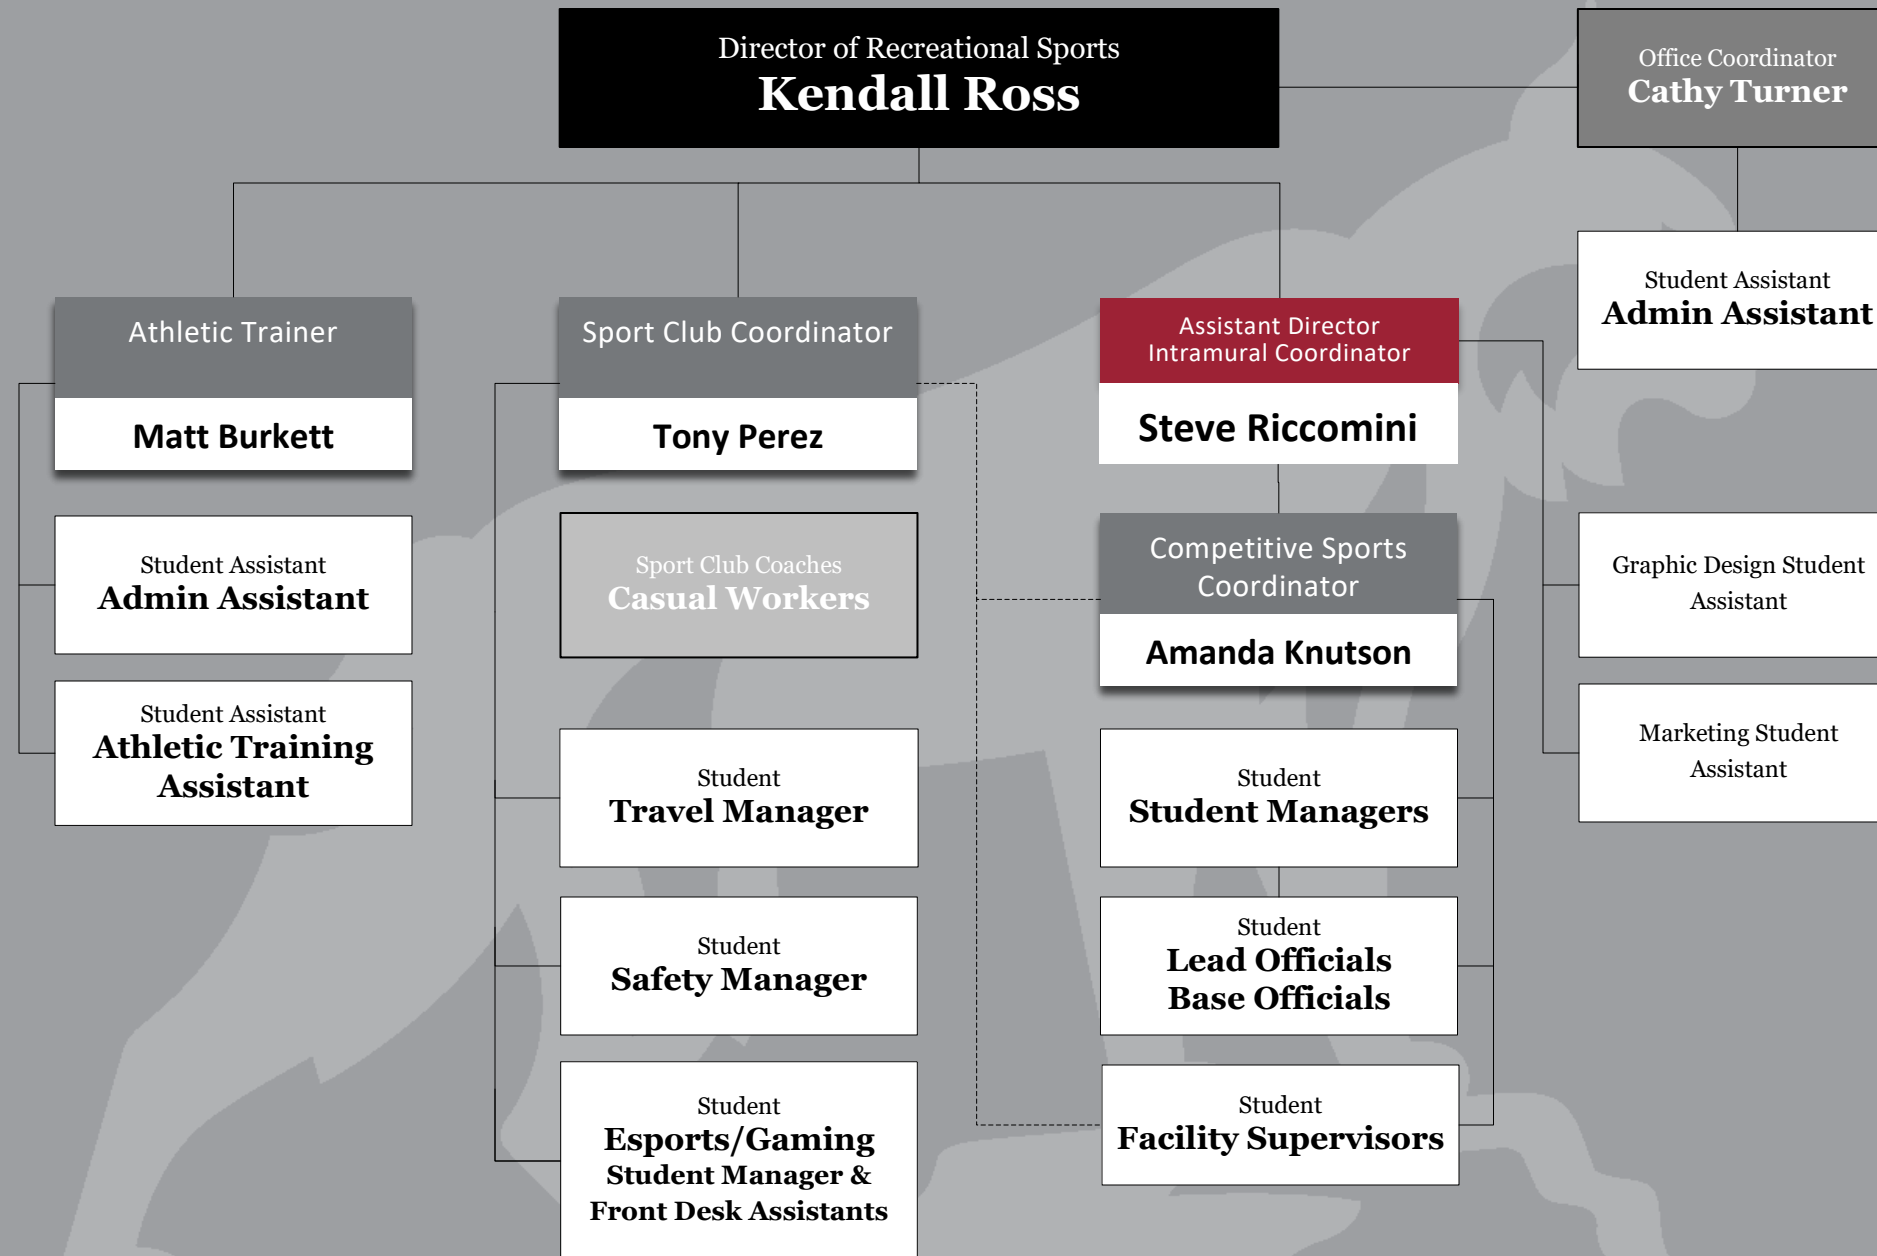 Director of Recreational Sports
Kendall Ross
Office Coordinator
Cathy Turner
Student Assistant
Admin Assistant
Athletic Trainer
Matt Burkett
Student Assistant
Admin Assistant
Student Assistant
Athletic Training
Assistant
Sport Club Coordinator
Tony Perez
Sport Club Coaches
Casual Workers
Student
Travel Manager
Student
Safety Manager
Student
Esports/Gaming
Student Manager &
Front Desk Assistants
Assistant Director
Intramural Coordinator
Steve Riccomini
Competitive Sports
Coordinator
Amanda Knutson
Student
Student Managers
Student
Lead Officials
Base Officials
Student
Facility Supervisors
Graphic Design Student
Assistant
Marketing Student
Assistant